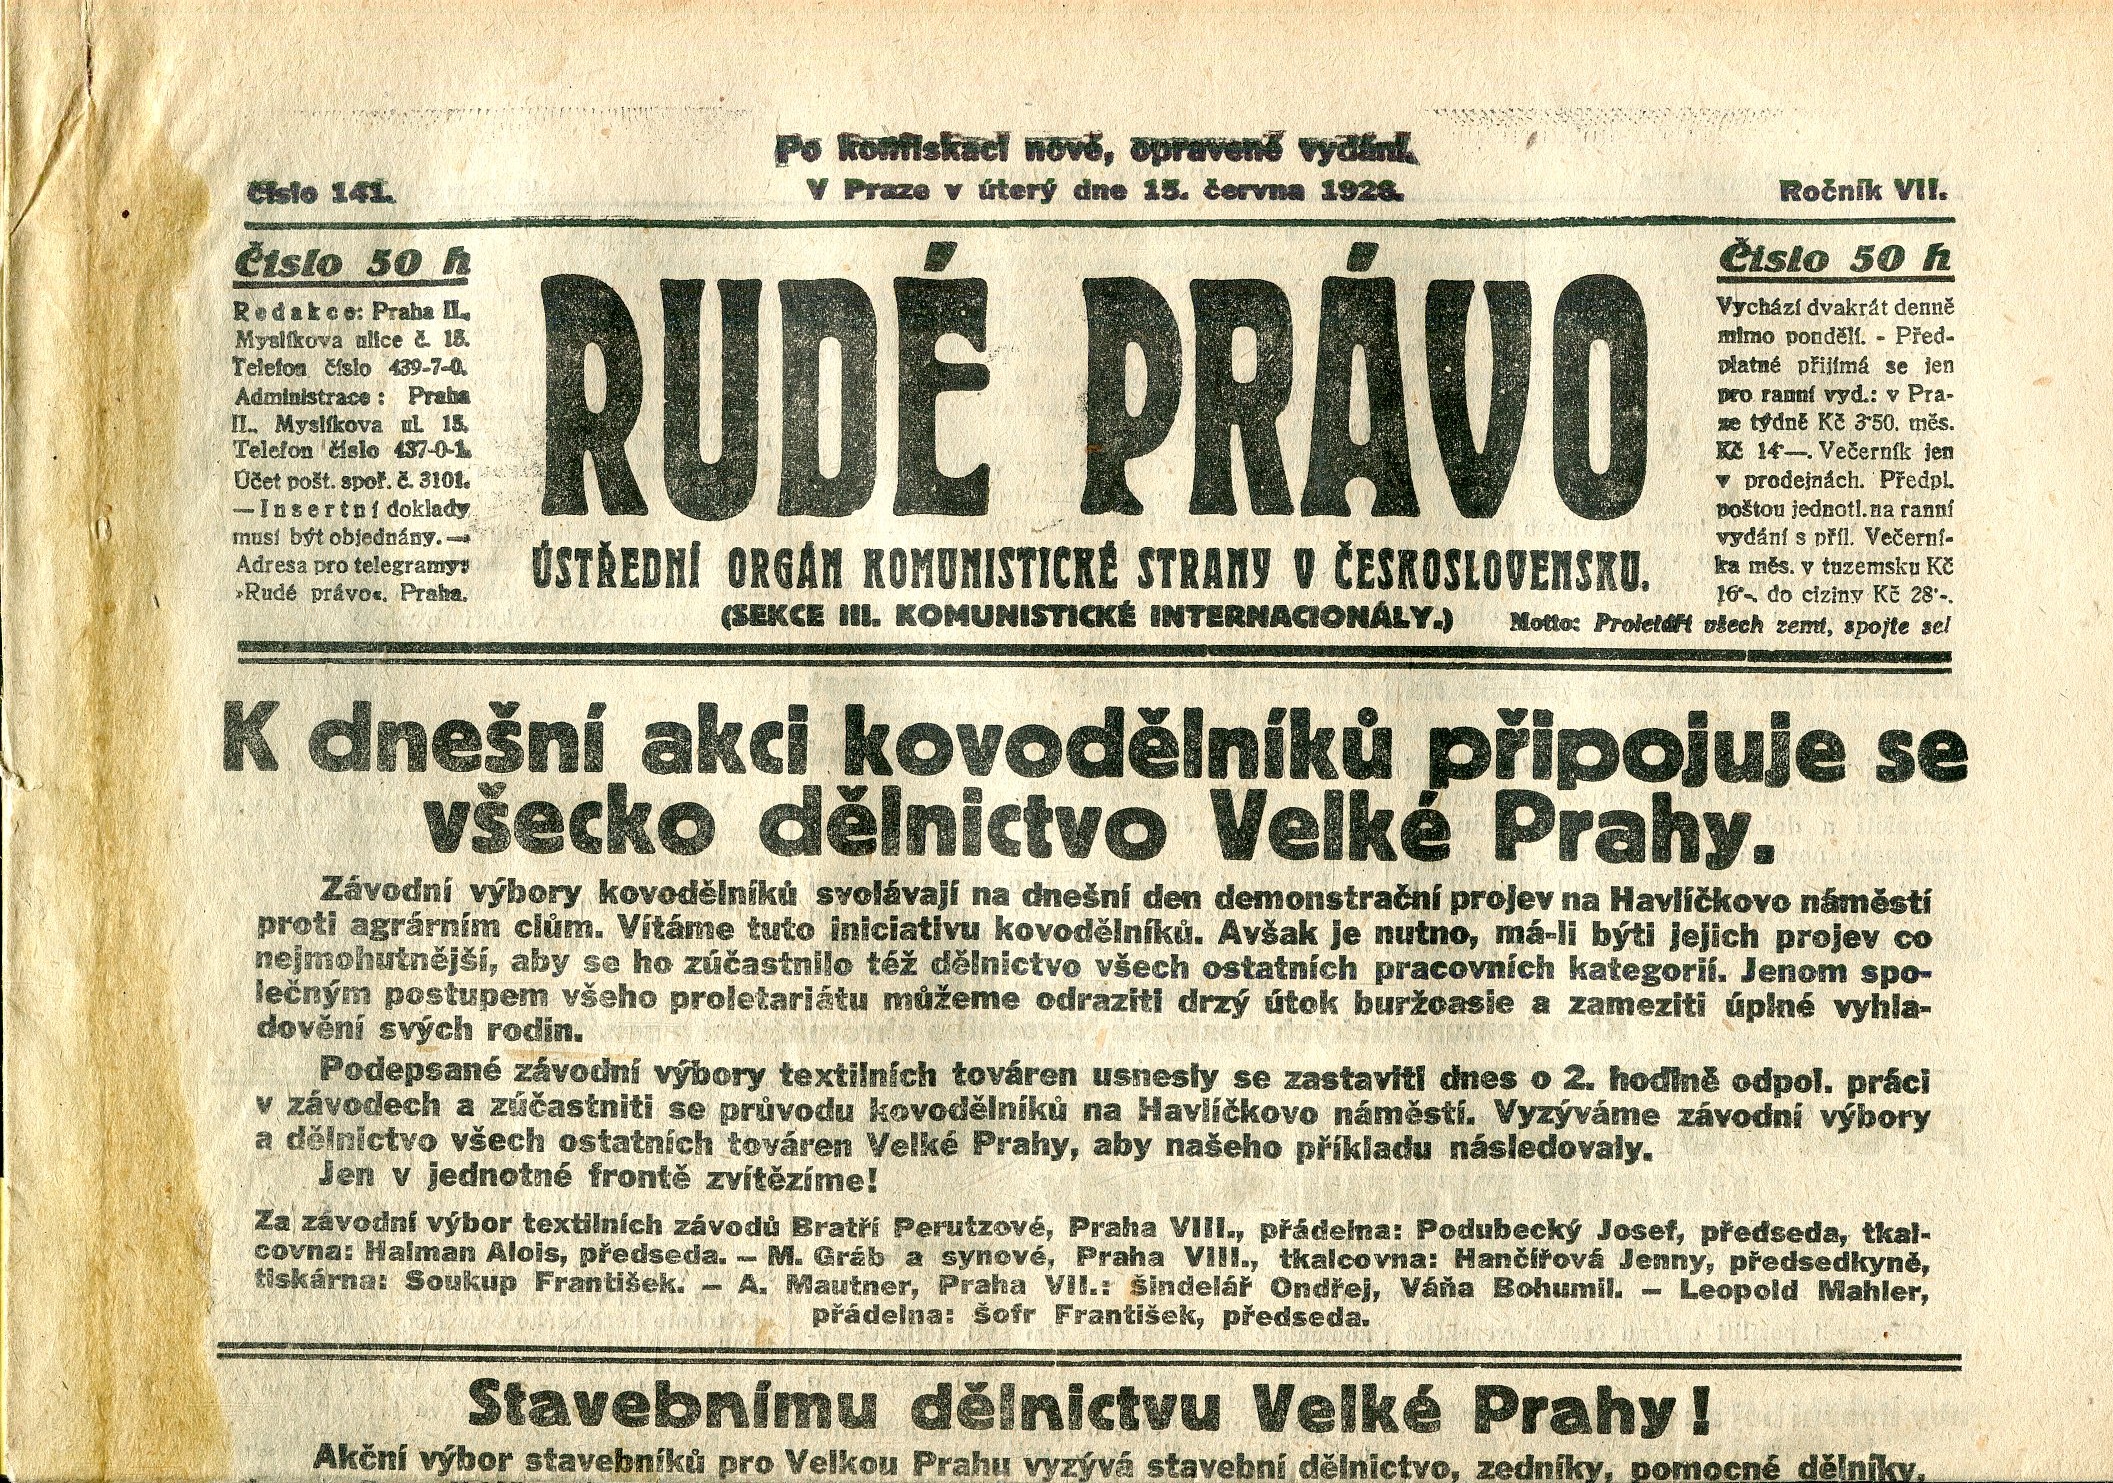 Po konfiskaci nové, opravené vydání.
Číslo 141.
V Praze v úterý dne 15. června 1926.
Ročník VII.
Číslo 50 h
Redakce: Praha II.,
Myslíkova ulice č. 15.
Telefon číslo 439-7-0.
Administrace: Praha
II., Myslíkova ul. 15.
Telefon číslo 437-0-1.
Účet pošt. spoř. č. 3101.
— Insertní doklady
musí být objednány. —
Adresa pro telegramy:
»Rudé právo«. Praha.
RUDÉ PRÁVO
ÚSTŘEDNÍ ORGÁN KOMUNISTICKÉ STRANY V ČESKOSLOVENSKU.
(SEKCE III. KOMUNISTICKÉ INTERNACIONÁLY.)
Motto: Proletáři všech zemí, spojte se!
Číslo 50 h
Vychází dvakrát denně
mimo pondělí. - Před-
platné přijímá se jen
pro ranní vyd.: v Pra-
ze týdně Kč 3·50. měs.
Kč 14·—. Večerník jen
v prodejnách. Předpl.
poštou jednotl. na ranní
vydání s příl. Večerní-
ka měs. v tuzemsku Kč
16·-, do ciziny Kč 28·-.
K dnešní akci kovodělníků připojuje se
všecko dělnictvo Velké Prahy.
Závodní výbory kovodělníků svolávají na dnešní den demonstrační projev na Havlíčkovo náměstí
proti agrárním clům. Vítáme tuto iniciativu kovodělníků. Avšak je nutno, má-li býti jejich projev co
nejmohutnější, aby se ho zúčastnilo též dělnictvo všech ostatních pracovních kategorií. Jenom spo-
lečným postupem všeho proletariátu můžeme odraziti drzý útok buržoasie a zameziti úplné vyhla-
dovění svých rodin.
Podepsané závodní výbory textilních továren usnesly se zastaviti dnes o 2. hodině odpol. práci
v závodech a zúčastniti se průvodu kovodělníků na Havlíčkovo náměstí. Vyzýváme závodní výbory
a dělnictvo všech ostatních továren Velké Prahy, aby našeho příkladu následovaly.
Jen v jednotné frontě zvítězíme!
Za závodní výbor textilních závodů Bratří Perutzové, Praha VIII., přádelna: Podubecký Josef, předseda, tkal-
covna: Halman Alois, předseda. — M. Gráb a synové, Praha VIII., tkalcovna: Hančířová Jenny, předsedkyně,
tiskárna: Soukup František. — A. Mautner, Praha VII.: Šindelář Ondřej, Váňa Bohumil. — Leopold Mahler,
přádelna: Šofr František, předseda.
Stavebnímu dělnictvu Velké Prahy!
Akční výbor stavebníků pro Velkou Prahu vyzývá stavební dělnictvo, zedníky, pomocné dělníky,